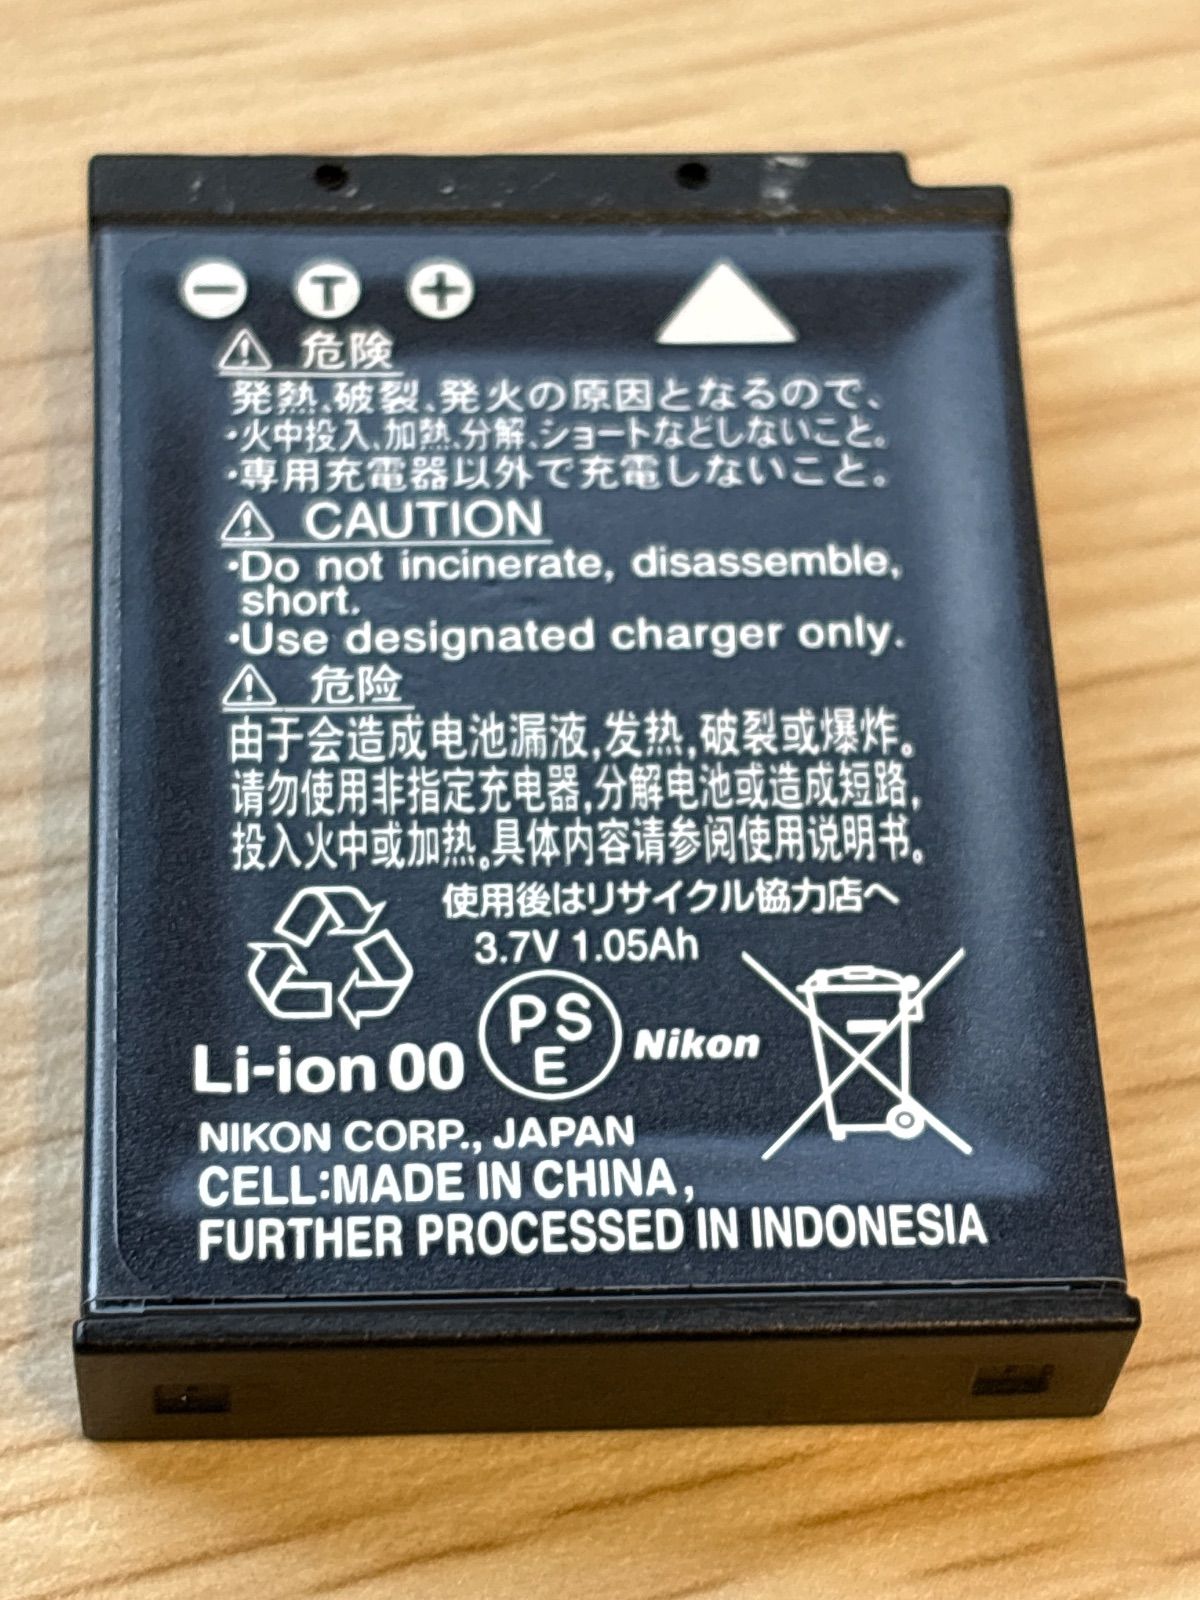 − T +
危険
発熱、破裂、発火の原因となるので、
・火中投入、加熱、分解、ショートなどしないこと。
・専用充電器以外で充電しないこと。
CAUTION
・Do not incinerate, disassemble,
short.
・Use designated charger only.
危险
由于会造成电池漏液,发热,破裂或爆炸。
请勿使用非指定充电器,分解电池或造成短路,
投入火中或加热。具体内容请参阅使用说明书。
使用後はリサイクル協力店へ
3.7V 1.05Ah
PS
E
Nikon
Li-ion 00
NIKON CORP., JAPAN
CELL:MADE IN CHINA,
FURTHER PROCESSED IN INDONESIA